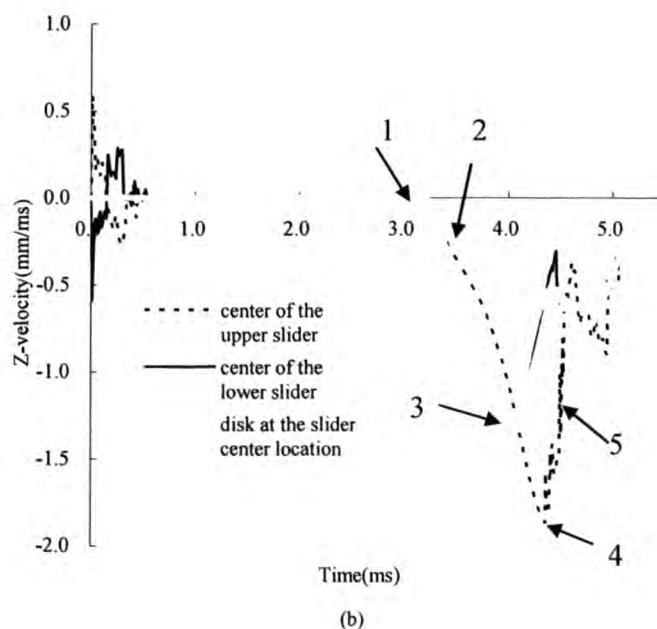 1.0
0.5
0.0
-0.5
-1.0
-1.5
-2.0
Z-velocity(mm/ms)
0. 1.0 2.0 3.0 4.0 5.0
1
2
3
4
5
center of the
upper slider
center of the
lower slider
disk at the slider
center location
Time(ms)
(b)